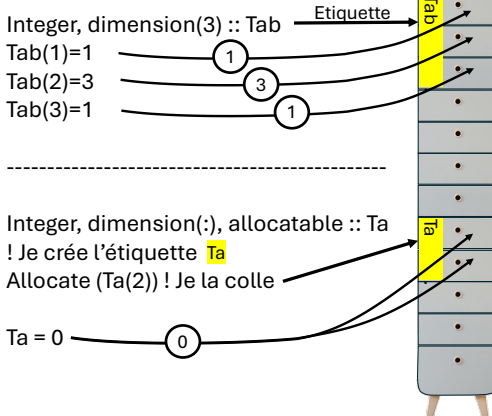 Integer, dimension(3) :: Tab
Etiquette
Tab
Tab(1)=1
1
Tab(2)=3
3
Tab(3)=1
1
-----------------------------------------------
Integer, dimension(:), allocatable :: Ta
Ta
! Je crée l’étiquette Ta
Allocate (Ta(2)) ! Je la colle
Ta = 0
0